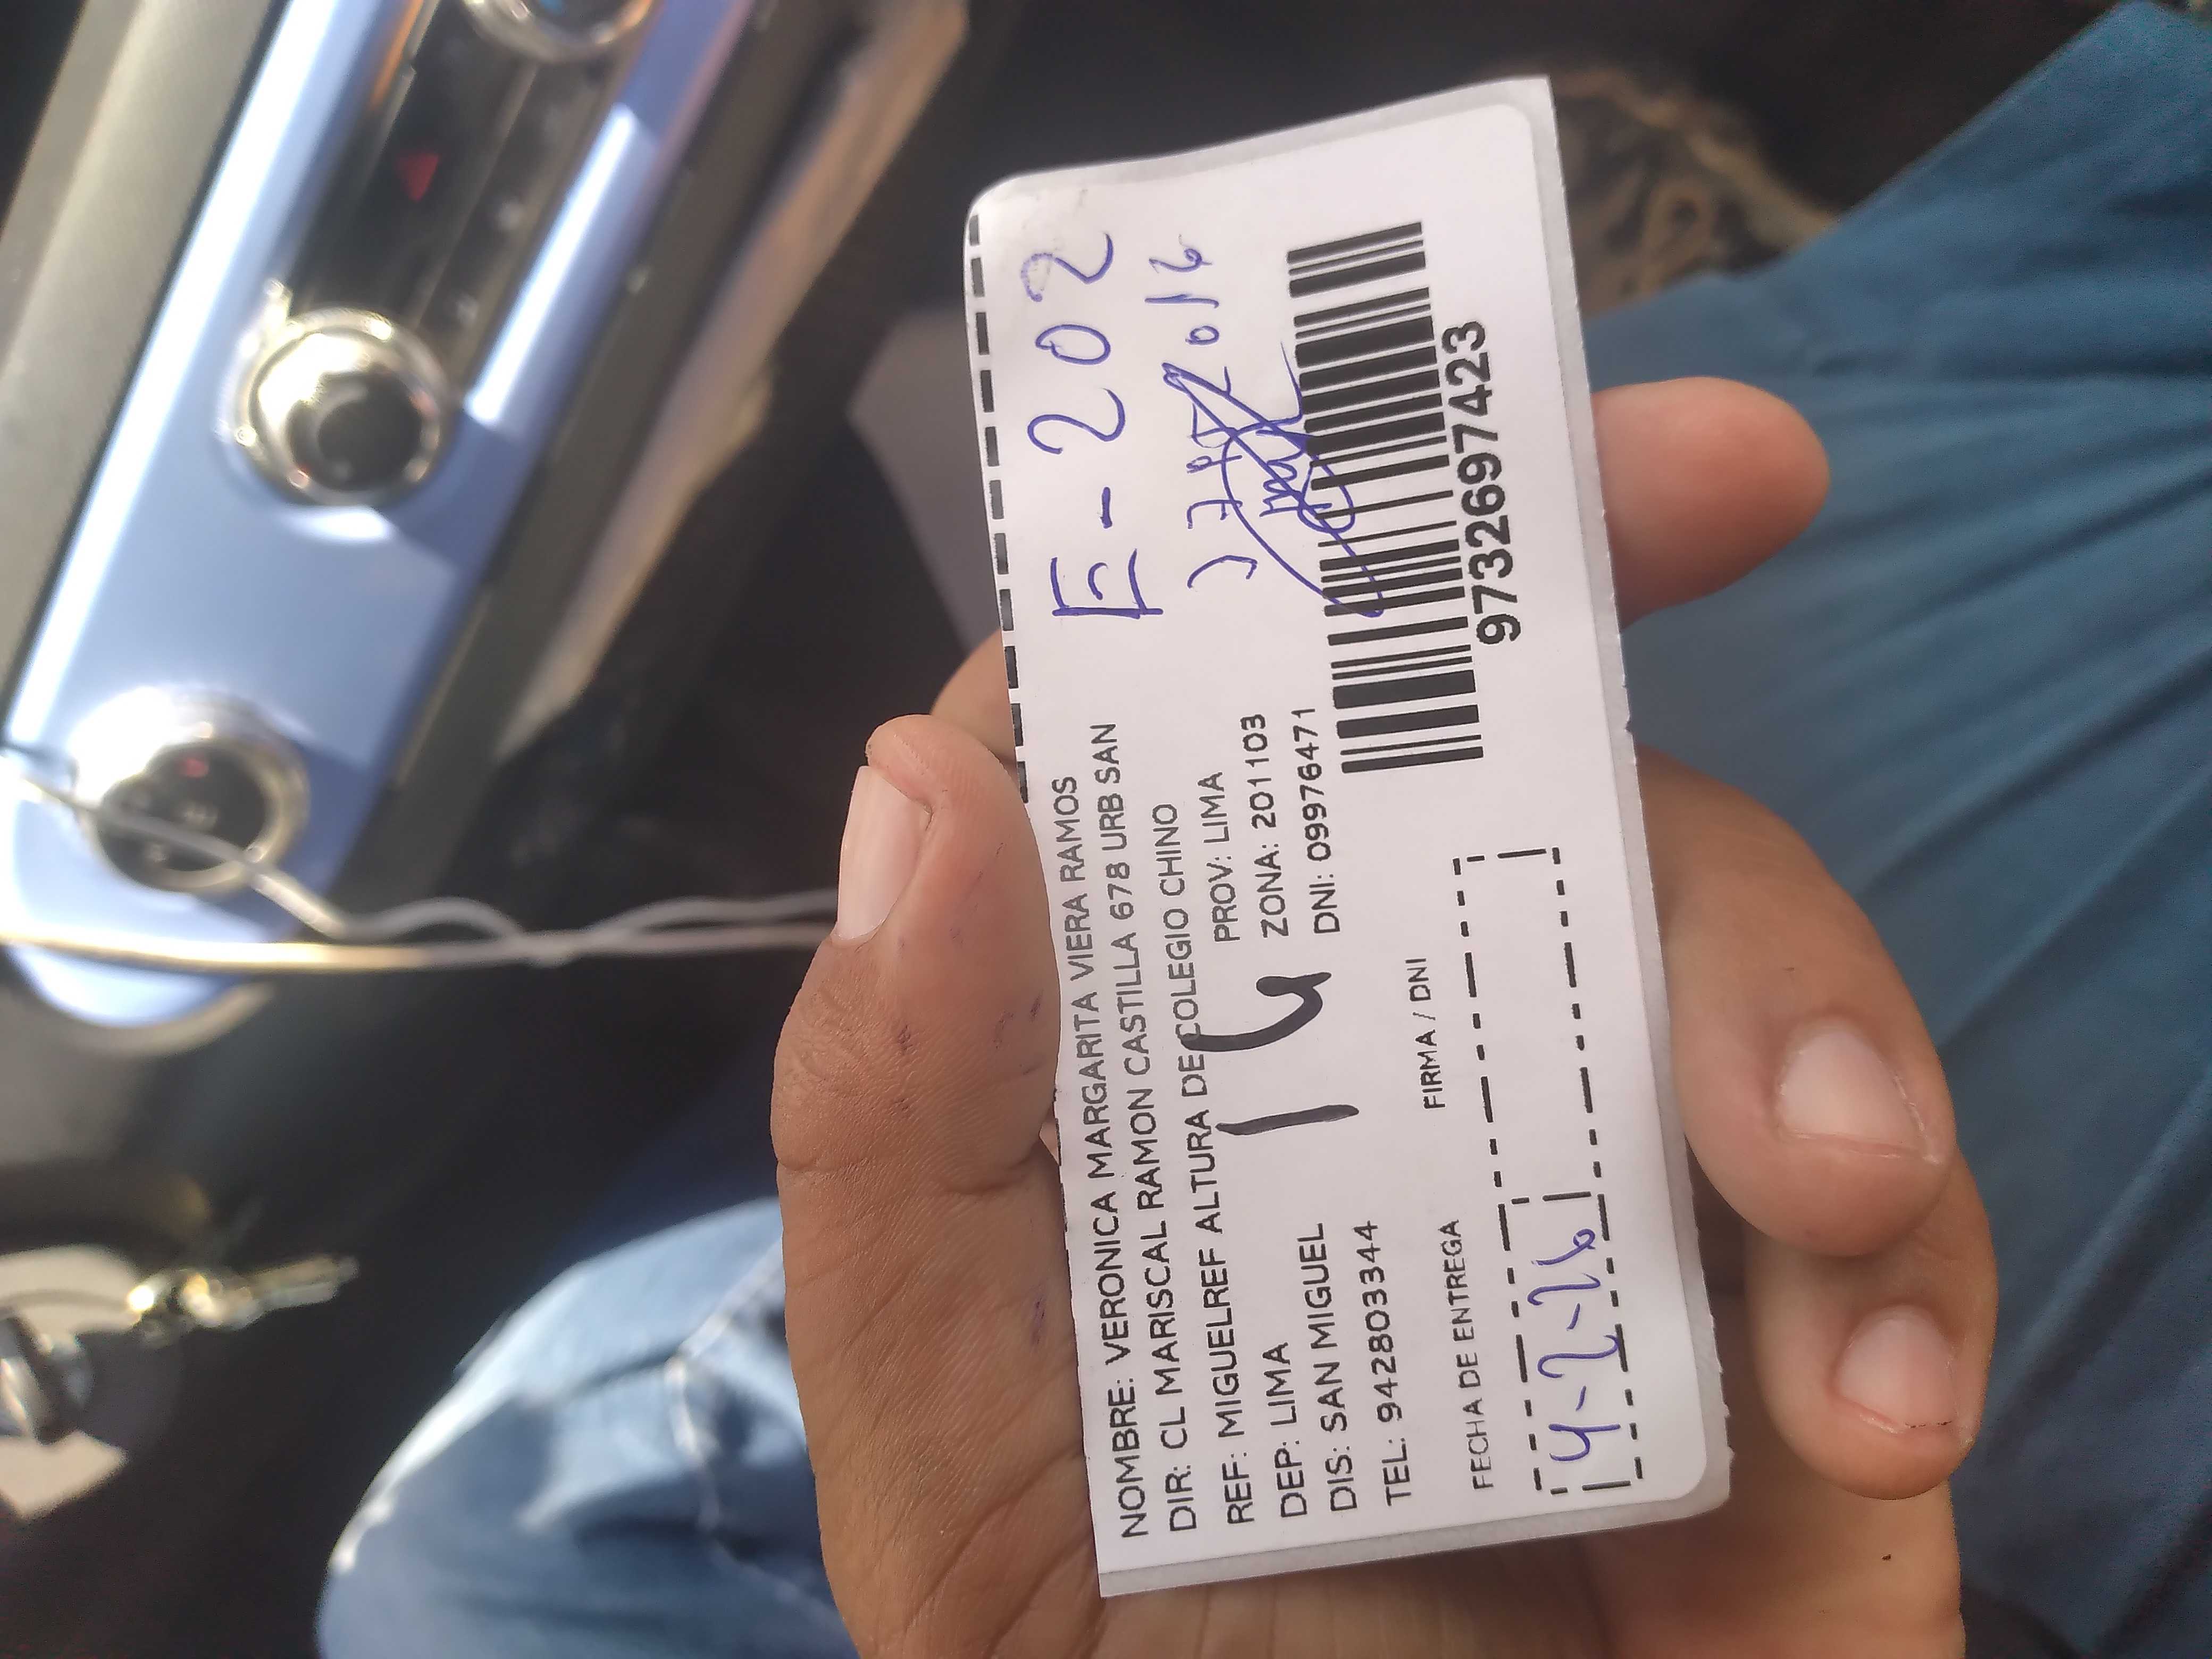 NOMBRE: VERONICA MARGARITA VIERA RAMOS
DIR: CL MARISCAL RAMON CASTILLA 678 URB SAN
REF: MIGUELREF ALTURA DE COLEGIO CHINO
DEP: LIMA PROV: LIMA
DIS: SAN MIGUEL ZONA: 201103
TEL: 942803344 DNI: 09976471
14
E-202
FECHA DE ENTREGA FIRMA / DNI
4-2-26
9732697423